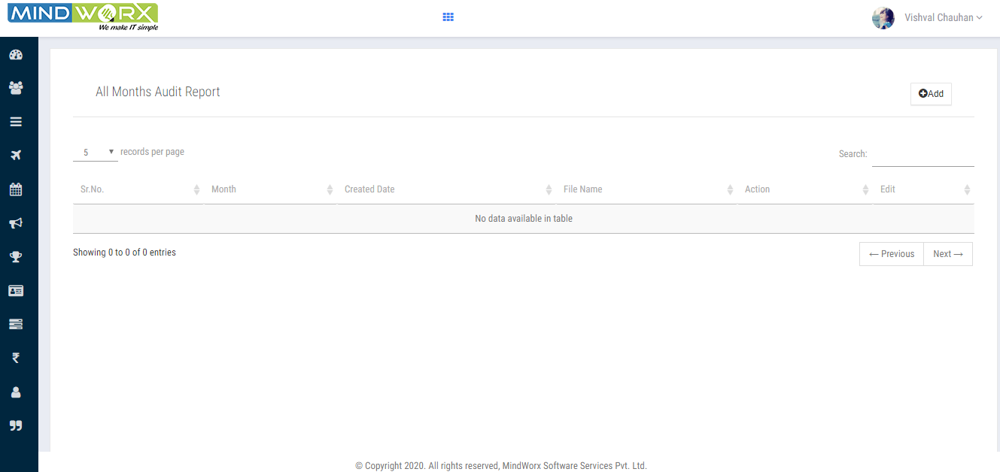 MINDWORX
We make IT simple
Vishval Chauhan
All Months Audit Report
Add
5 records per page
Search:
Sr.No. Month Created Date File Name Action Edit
No data available in table
Showing 0 to 0 of 0 entries
← Previous Next →
© Copyright 2020. All rights reserved, MindWorx Software Services Pvt. Ltd.